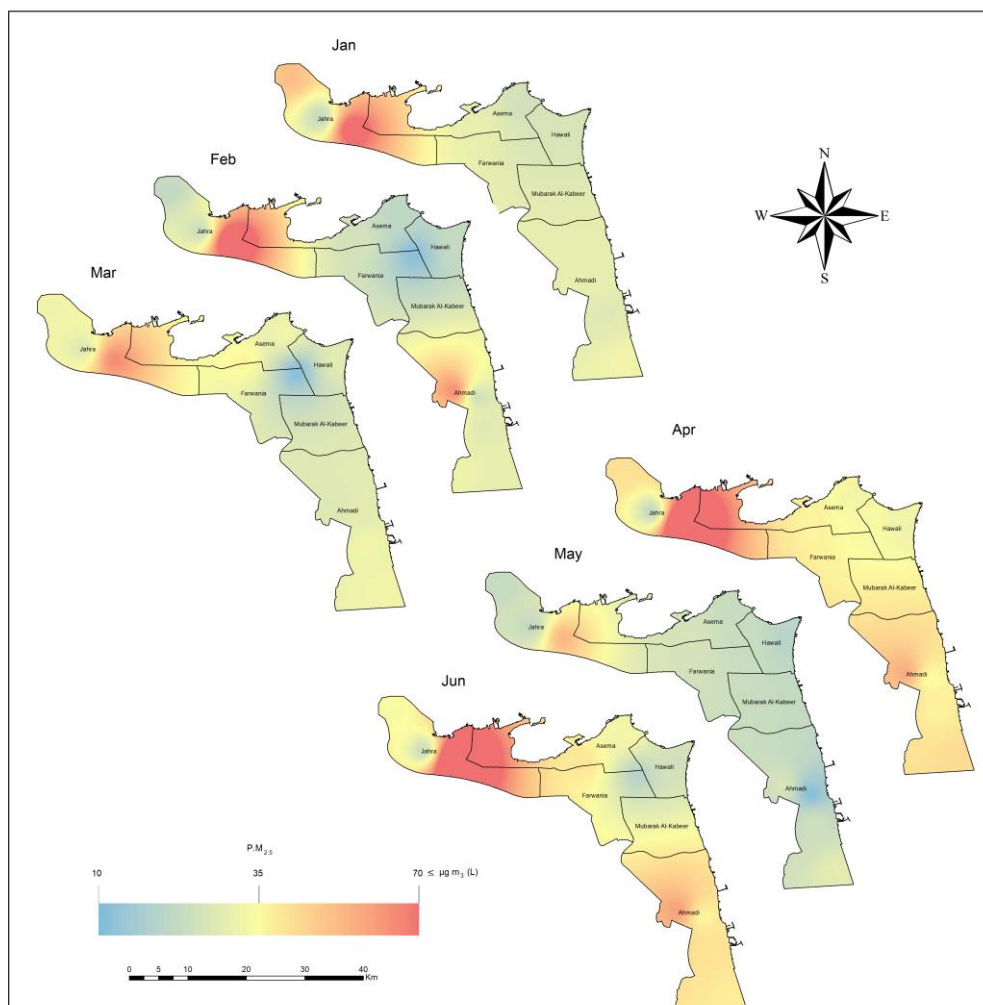 Jan
Jahra
Asema
Hawali
Farwania
Mubarak Al-Kabeer
Ahmadi
Feb
Jahra
Asema
Hawali
Farwania
Mubarak Al-Kabeer
Ahmadi
Mar
Jahra
Asema
Hawali
Farwania
Mubarak Al-Kabeer
Ahmadi
N
W E
S
Apr
Jahra
Asema
Hawali
Farwania
Mubarak Al-Kabeer
Ahmadi
May
Jahra
Asema
Hawali
Farwania
Mubarak Al-Kabeer
Ahmadi
Jun
Jahra
Asema
Hawali
Farwania
Mubarak Al-Kabeer
Ahmadi
P.M2.5
10 35 70 ≤ µg m3 (L)
0 5 10 20 30 40
Km